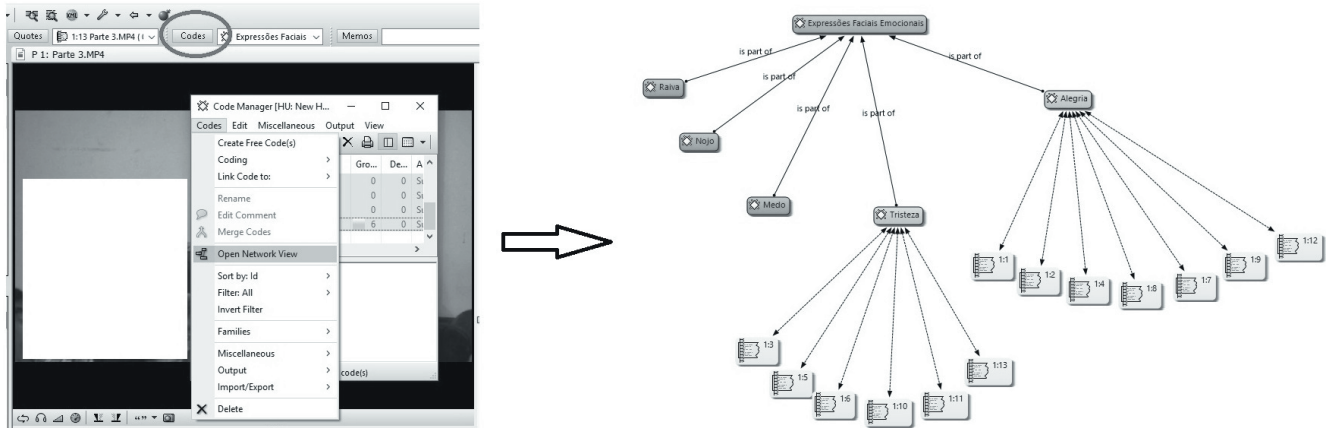 Quotes
1:13 Parte 3.MP4 (
Codes
Expressões Faciais
Memos
P 1: Parte 3.MP4
Code Manager [HU: New H...
Codes Edit Miscellaneous Output View
Create Free Code(s)
Coding
Link Code to:
Rename
Edit Comment
Merge Codes
Open Network View
Sort by: Id
Filter: All
Invert Filter
Families
Miscellaneous
Output
Import/Export
Delete
Gro... De... A
0 0
0 0
0 0
6 0
code(s)
Expressões Faciais Emocionais
is part of
is part of
is part of
is part of
is part of
Raiva
Nojo
Medo
Tristeza
Alegria
1:1
1:2
1:4
1:8
1:7
1:9
1:12
1:3
1:5
1:6
1:10
1:11
1:13